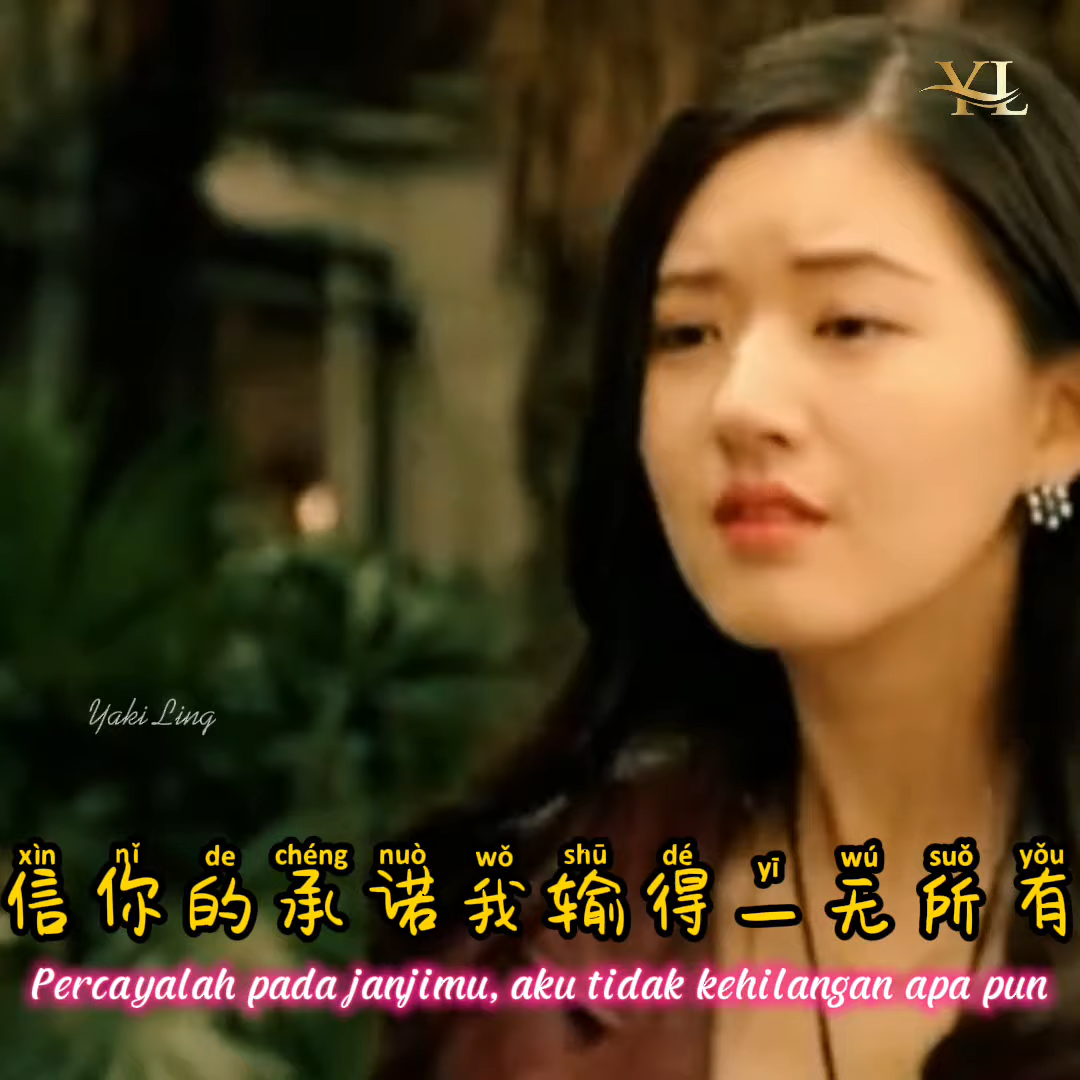 YL
Yaki Ling
xìn nǐ de chéng nuò wǒ shū dé yī wú suǒ yǒu
信你的承诺我输得一无所有
Percayalah pada janjimu, aku tidak kehilangan apa pun